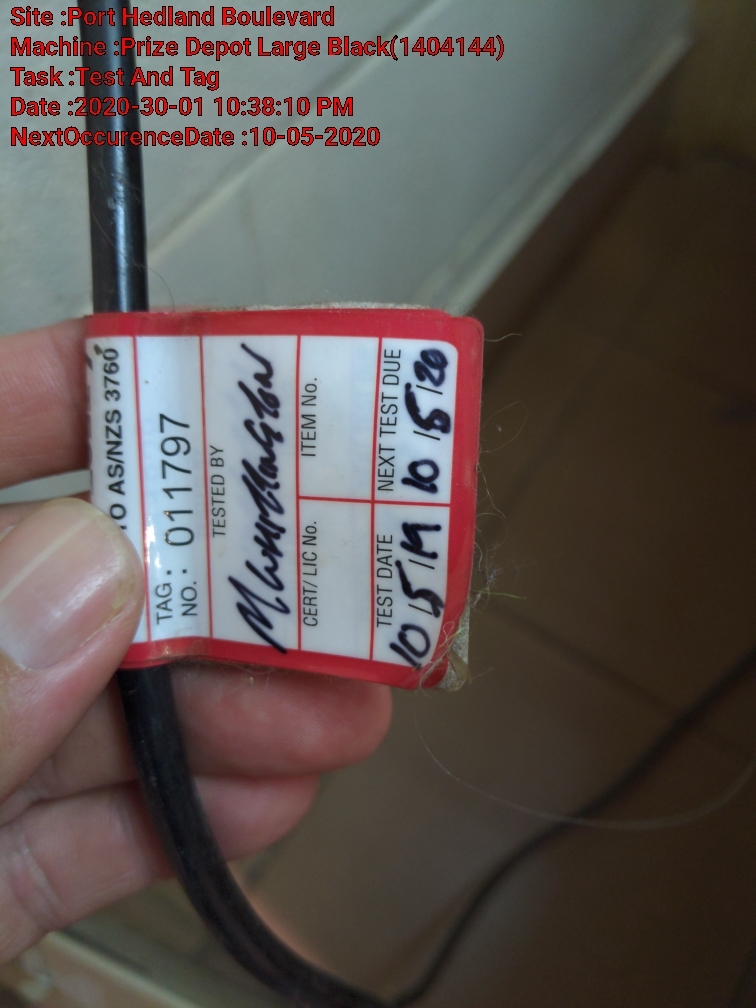 Site :Port Hedland Boulevard
Machine :Prize Depot Large Black(1404144)
Task :Test And Tag
Date :2020-30-01 10:38:10 PM
NextOccurenceDate :10-05-2020
TO AS/NZS 3760
TAG :
NO. : 011797
TESTED BY
CERT/ LIC No.
ITEM No.
TEST DATE
10/5/19
NEXT TEST DUE
10/5/20